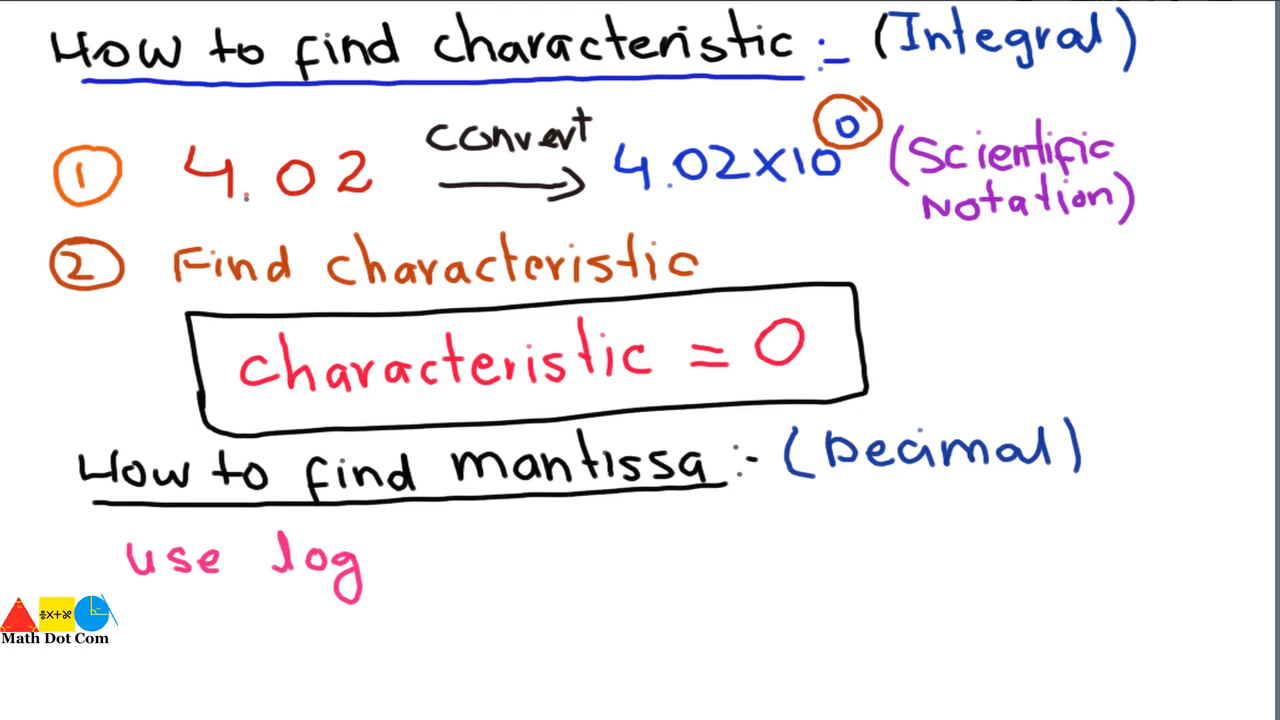 How to find characteristic :- (Integral)
① 4.02 convert → 4.02×10⁰ (Scientific Notation)
② Find characteristic
characteristic = 0
How to find mantissa :- (Decimal)
use log
÷×+
Math Dot Com